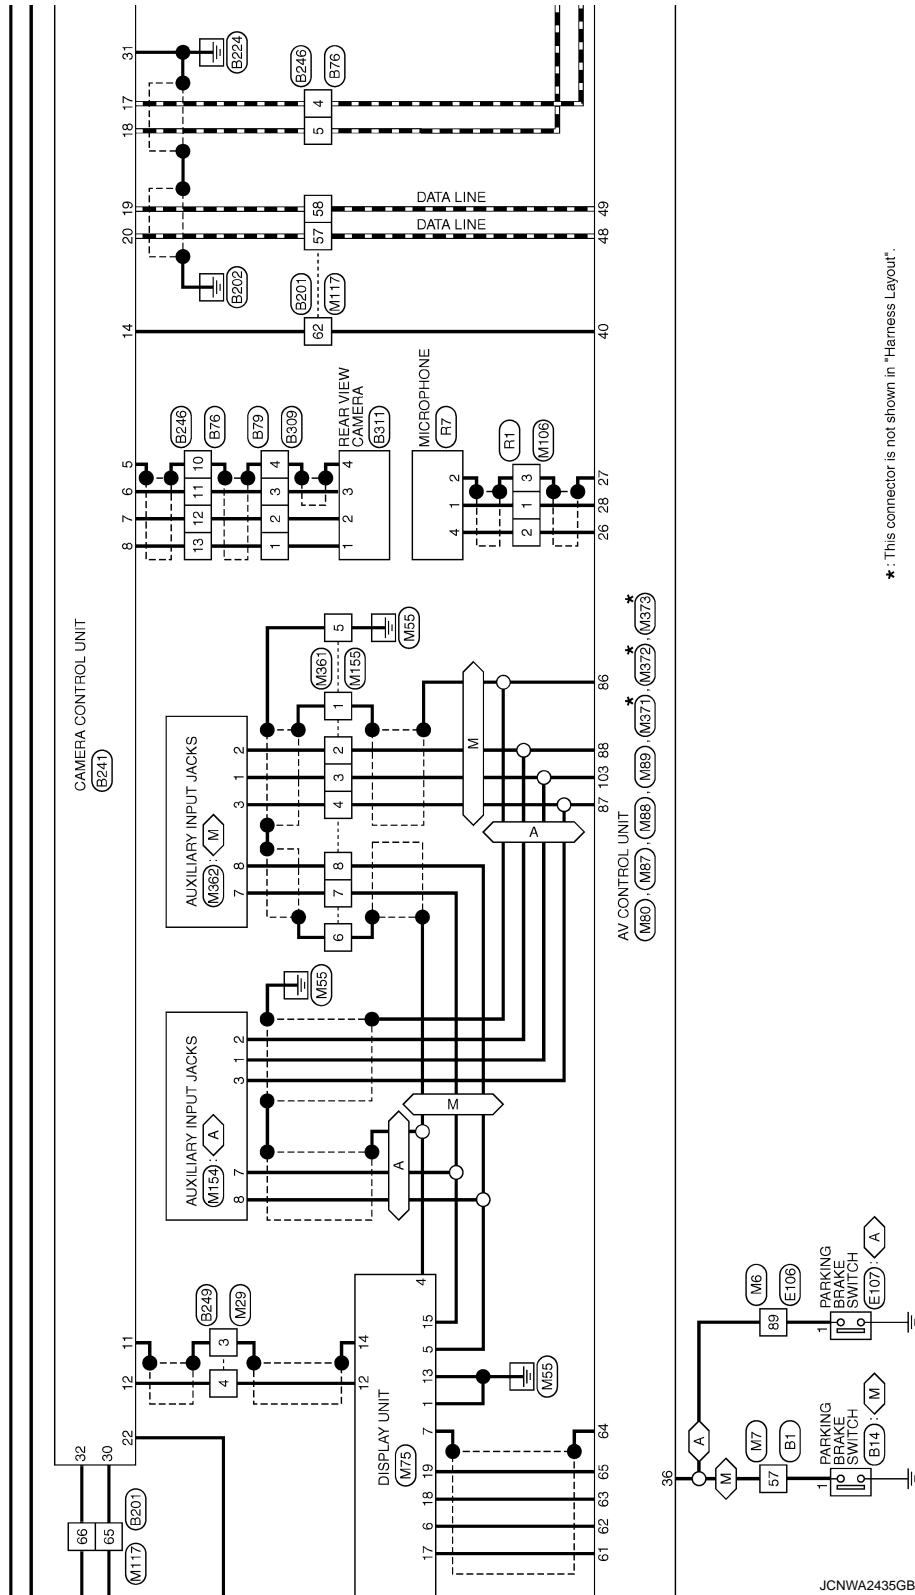 31
B224
17
18
B246
B76
4
5
19
20
58
57
DATA LINE
DATA LINE
49
48
B202
B201
M117
14
62
40
5
6
7
8
B246
B76
10
11
12
13
B79
B309
4
3
2
1
REAR VIEW
CAMERA
B311
4
3
2
1
MICROPHONE
R7
2
1
4
R1
M106
3
1
2
27
28
26
CAMERA CONTROL UNIT
B241
AUXILIARY INPUT JACKS
M362 : M
2
1
3
8
7
M361
M155
5
1
2
3
4
8
7
6
M55
M
A
86
88
103
87
AV CONTROL UNIT
M80 , M87 , M88 , M89 , M371 , M372 , M373
* * *
* : This connector is not shown in "Harness Layout".
AUXILIARY INPUT JACKS
M154 : A
2
1
3
7
8
M55
M
A
B249
M29
11
12
3
4
14
12
22
32
30
66
65
B201
M117
DISPLAY UNIT
M75
4
15
5
13
1
7
19
18
6
17
M55
64
65
63
62
61
36
A
M
M6
E106
89
1
PARKING
BRAKE
SWITCH
E107 : A
M7
B1
57
1
PARKING
BRAKE
SWITCH
B14 : M
JCNWA2435GB